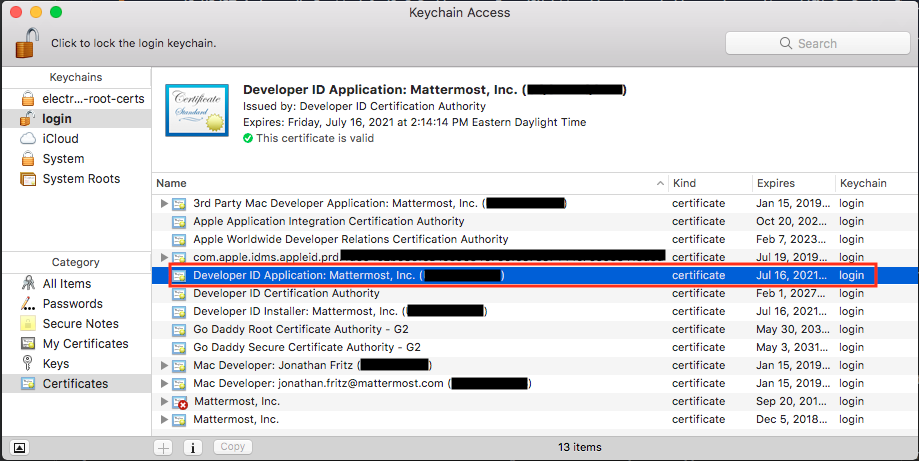 Keychain Access
Click to lock the login keychain.
Search
Keychains
electr...-root-certs
login
iCloud
System
System Roots
Certificate
Standard
Developer ID Application: Mattermost, Inc. ( )
Issued by: Developer ID Certification Authority
Expires: Friday, July 16, 2021 at 2:14:14 PM Eastern Daylight Time
This certificate is valid
Name Kind Expires Keychain
3rd Party Mac Developer Application: Mattermost, Inc. ( ) certificate Jan 15, 2019... login
Apple Application Integration Certification Authority certificate Oct 20, 202... login
Apple Worldwide Developer Relations Certification Authority certificate Feb 7, 2023... login
com.apple.idms.appleid.prd. certificate Jul 19, 2019... login
Developer ID Application: Mattermost, Inc. ( ) certificate Jul 16, 2021... login
Developer ID Certification Authority certificate Feb 1, 2027... login
Developer ID Installer: Mattermost, Inc. ( ) certificate Jul 16, 2021... login
Go Daddy Root Certificate Authority - G2 certificate May 30, 203... login
Go Daddy Secure Certificate Authority - G2 certificate May 3, 2031... login
Mac Developer: Jonathan Fritz ( ) certificate Jan 15, 2019... login
Mac Developer: jonathan.fritz@mattermost.com ( ) certificate Jan 15, 2019... login
Mattermost, Inc. certificate Sep 20, 201... login
Mattermost, Inc. certificate Dec 5, 2018... login
Category
All Items
Passwords
Secure Notes
My Certificates
Keys
Certificates
Copy
13 items